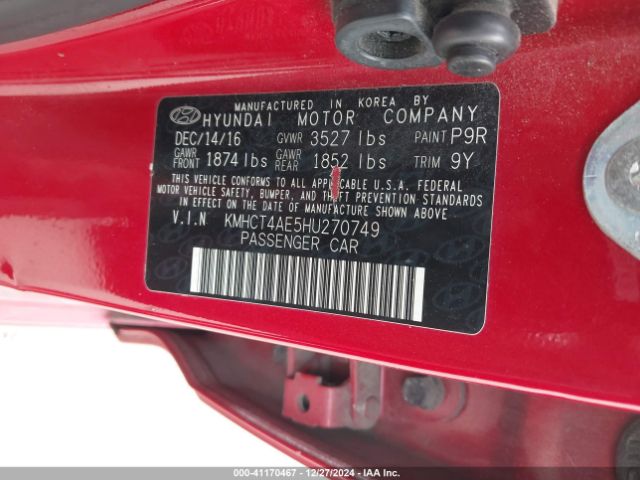 MANUFACTURED IN KOREA BY
HYUNDAI MOTOR COMPANY
DEC/14/16 GVWR 3527 lbs PAINT P9R
GAWR FRONT 1874 lbs GAWR REAR 1852 lbs TRIM 9Y
THIS VEHICLE CONFORMS TO ALL APPLICABLE U.S.A. FEDERAL
MOTOR VEHICLE SAFETY, BUMPER, AND THEFT PREVENTION STANDARDS
IN EFFECT ON THE DATE OF MANUFACTURE SHOWN ABOVE.
V.I.N KMHCT4AE5HU270749
PASSENGER CAR
000-41170467 - 12/27/2024 - IAA Inc.